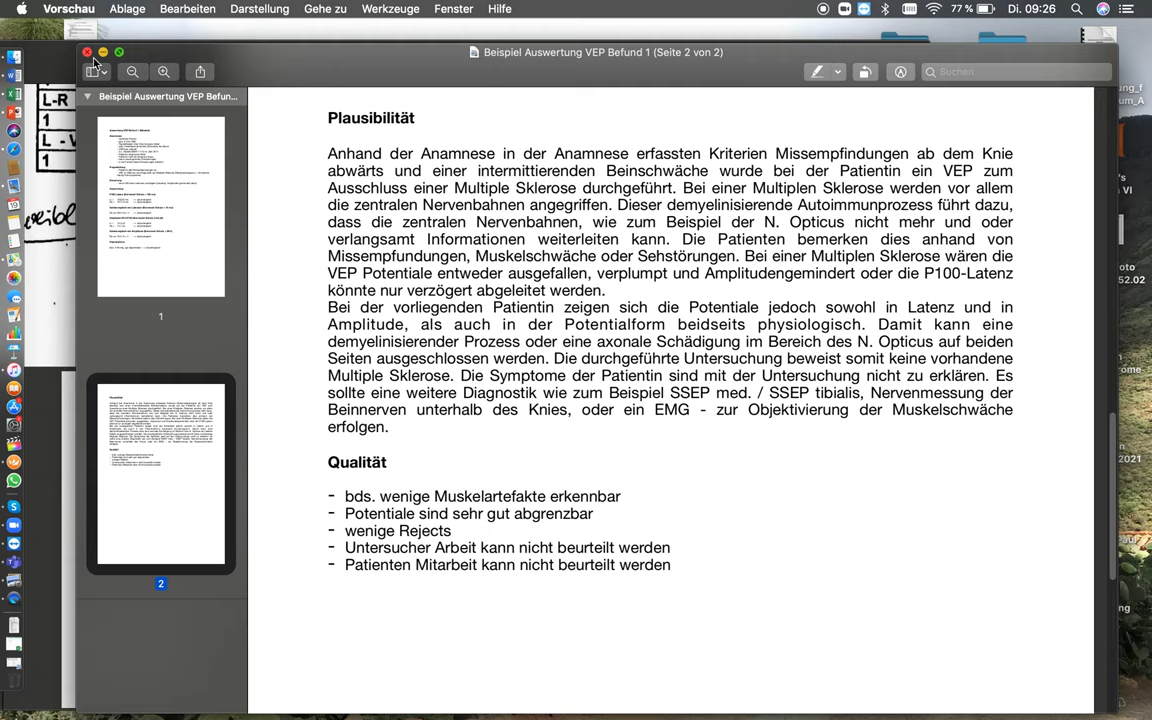 Vorschau Ablage Bearbeiten Darstellung Gehe zu Werkzeuge Fenster Hilfe 77 % Di. 09:26
Beispiel Auswertung VEP Befund 1 (Seite 2 von 2)
Suchen
Beispiel Auswertung VEP Befun...
L-R
1
1
1
2
Plausibilität
Anhand der Anamnese in der Anamnese erfassten Kriterien Missempfindungen ab dem Knie
abwärts und einer intermittierenden Beinschwäche wurde bei der Patientin ein VEP zum
Ausschluss einer Multiple Sklerose durchgeführt. Bei einer Multiplen Sklerose werden vor allem
die zentralen Nervenbahnen angegriffen. Dieser demyelinisierende Autoimmunprozess führt dazu,
dass die zentralen Nervenbahnen, wie zum Beispiel der N. Opticus nicht mehr und oder
verlangsamt Informationen weiterleiten kann. Die Patienten bemerken dies anhand von
Missempfundungen, Muskelschwäche oder Sehstörungen. Bei einer Multiplen Sklerose wären die
VEP Potentiale entweder ausgefallen, verplumpt und Amplitudengemindert oder die P100-Latenz
könnte nur verzögert abgeleitet werden.
Bei der vorliegenden Patientin zeigen sich die Potentiale jedoch sowohl in Latenz und in
Amplitude, als auch in der Potentialform beidseits physiologisch. Damit kann eine
demyelinisierender Prozess oder eine axonale Schädigung im Bereich des N. Opticus auf beiden
Seiten ausgeschlossen werden. Die durchgeführte Untersuchung beweist somit keine vorhandene
Multiple Sklerose. Die Symptome der Patientin sind mit der Untersuchung nicht zu erklären. Es
sollte eine weitere Diagnostik wie zum Beispiel SSEP med. / SSEP tibialis, Nervenmessung der
Beinnerven unterhalb des Knies, oder ein EMG - zur Objektivierung der Muskelschwäche
erfolgen.
Qualität
- bds. wenige Muskelartefakte erkennbar
- Potentiale sind sehr gut abgrenzbar
- wenige Rejects
- Untersucher Arbeit kann nicht beurteilt werden
- Patienten Mitarbeit kann nicht beurteilt werden